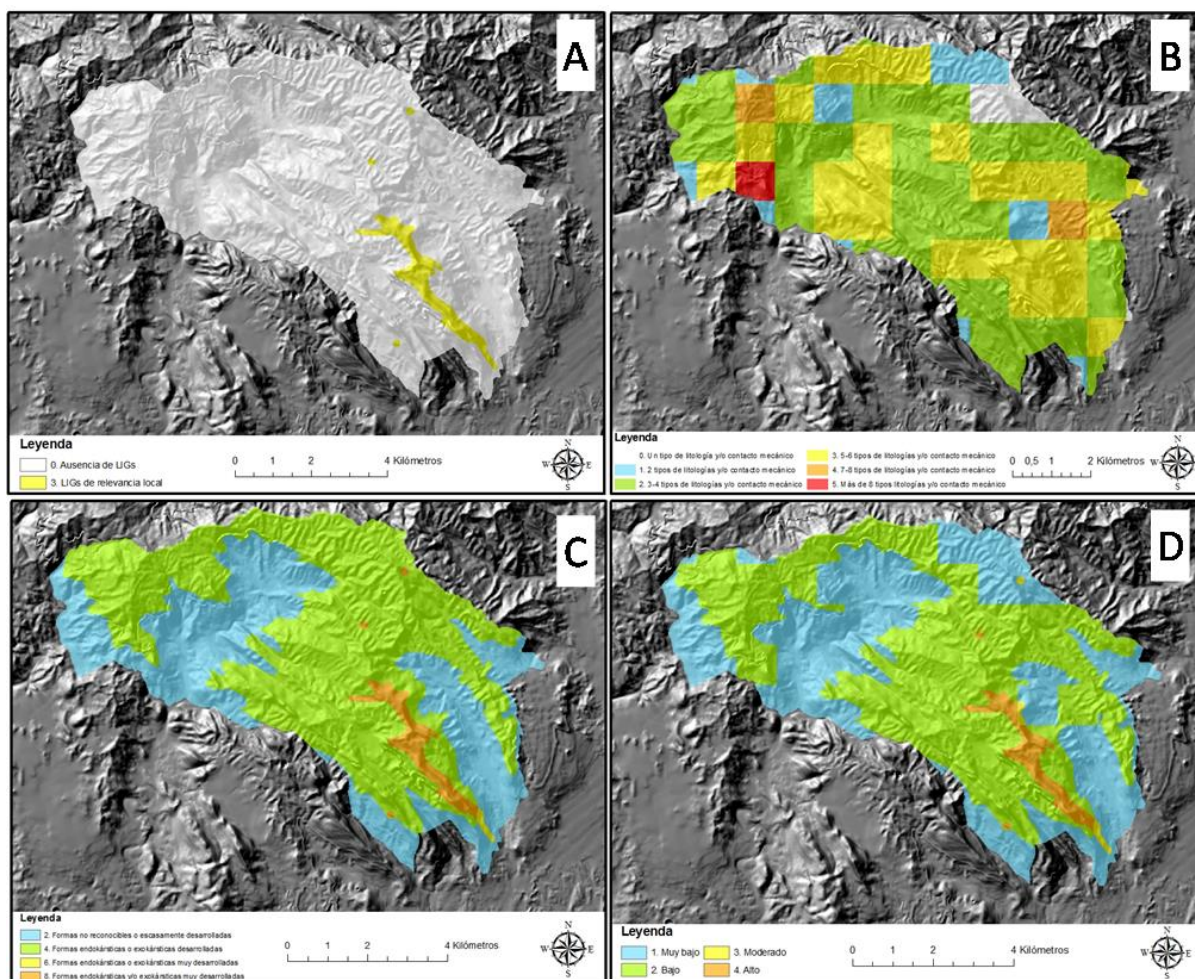 A
Leyenda
0. Ausencia de LIGs
3. LIGs de relevancia local
0 1 2 4 Kilómetros
N
W E
S
B
Leyenda
0. Un tipo de litología y/o contacto mecánico
1. 2 tipos de litologías y/o contacto mecánico
2. 3-4 tipos de litologías y/o contacto mecánico
3. 5-6 tipos de litologías y/o contacto mecánico
4. 7-8 tipos de litologías y/o contacto mecánico
5. Más de 8 tipos litologías y/o contacto mecánico
0 0,5 1 2 Kilómetros
N
W E
S
C
Leyenda
2. Formas no reconocibles o escasamente desarrolladas
4. Formas endokársticas o exokársticas desarrolladas
6. Formas endokársticas o exokársticas muy desarrolladas
8. Formas endokársticas y/o exokársticas muy desarrolladas
0 1 2 4 Kilómetros
N
W E
S
D
Leyenda
1. Muy bajo
2. Bajo
3. Moderado
4. Alto
0 1 2 4 Kilómetros
N
W E
S